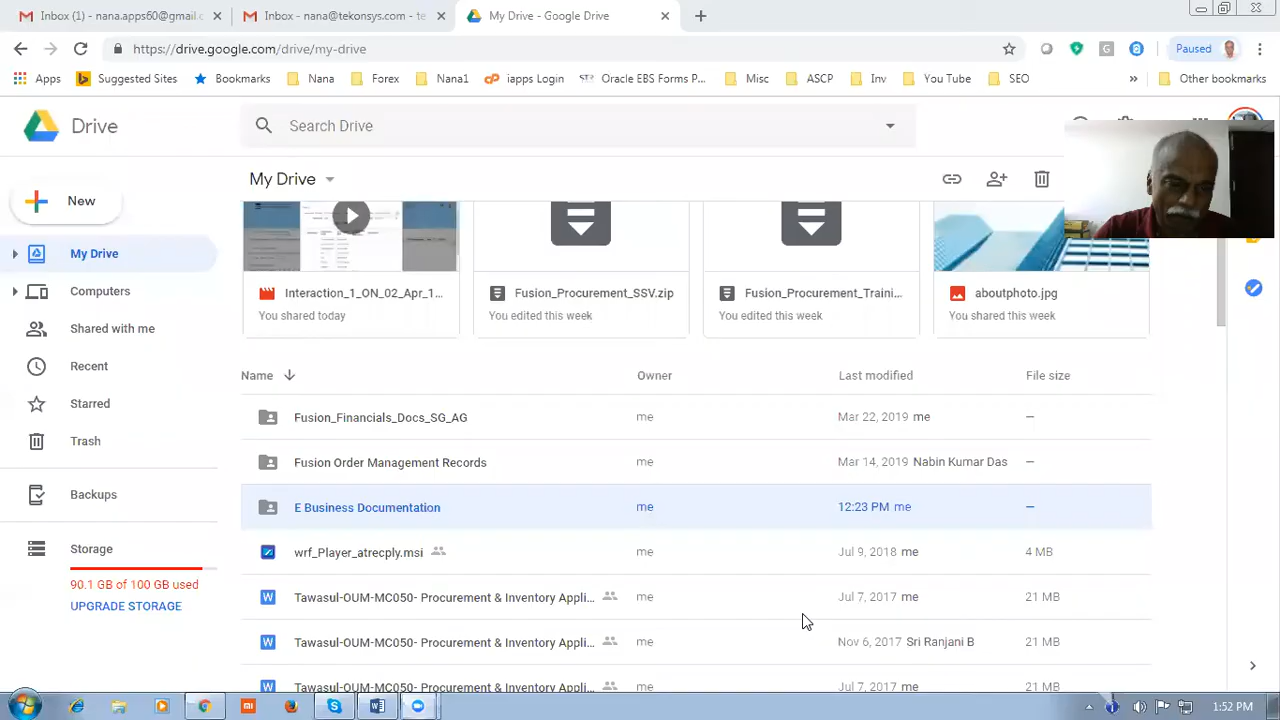 Inbox (1) - nana.apps60@gmail.c
Inbox - nana@tekonsys.com - te
My Drive - Google Drive
https://drive.google.com/drive/my-drive
Paused
Apps
Suggested Sites
Bookmarks
Nana
Forex
Nana1
iapps Login
Oracle EBS Forms P...
Misc
ASCP
Inv
You Tube
SEO
Other bookmarks
Drive
Search Drive
My Drive
New
My Drive
Computers
Shared with me
Recent
Starred
Trash
Backups
Storage
90.1 GB of 100 GB used
UPGRADE STORAGE
Interaction_1_ON_02_Apr_1...
You shared today
Fusion_Procurement_SSV.zip
You edited this week
Fusion_Procurement_Traini...
You edited this week
aboutphoto.jpg
You shared this week
Name Owner Last modified File size
Fusion_Financials_Docs_SG_AG me Mar 22, 2019 me —
Fusion Order Management Records me Mar 14, 2019 Nabin Kumar Das —
E Business Documentation me 12:23 PM me —
wrf_Player_atrecply.msi me Jul 9, 2018 me 4 MB
Tawasul-OUM-MC050- Procurement & Inventory Appli... me Jul 7, 2017 me 21 MB
Tawasul-OUM-MC050- Procurement & Inventory Appli... me Nov 6, 2017 Sri Ranjani B 21 MB
Tawasul-OUM-MC050- Procurement & Inventory Appli... me Jul 7, 2017 me 21 MB
1:52 PM